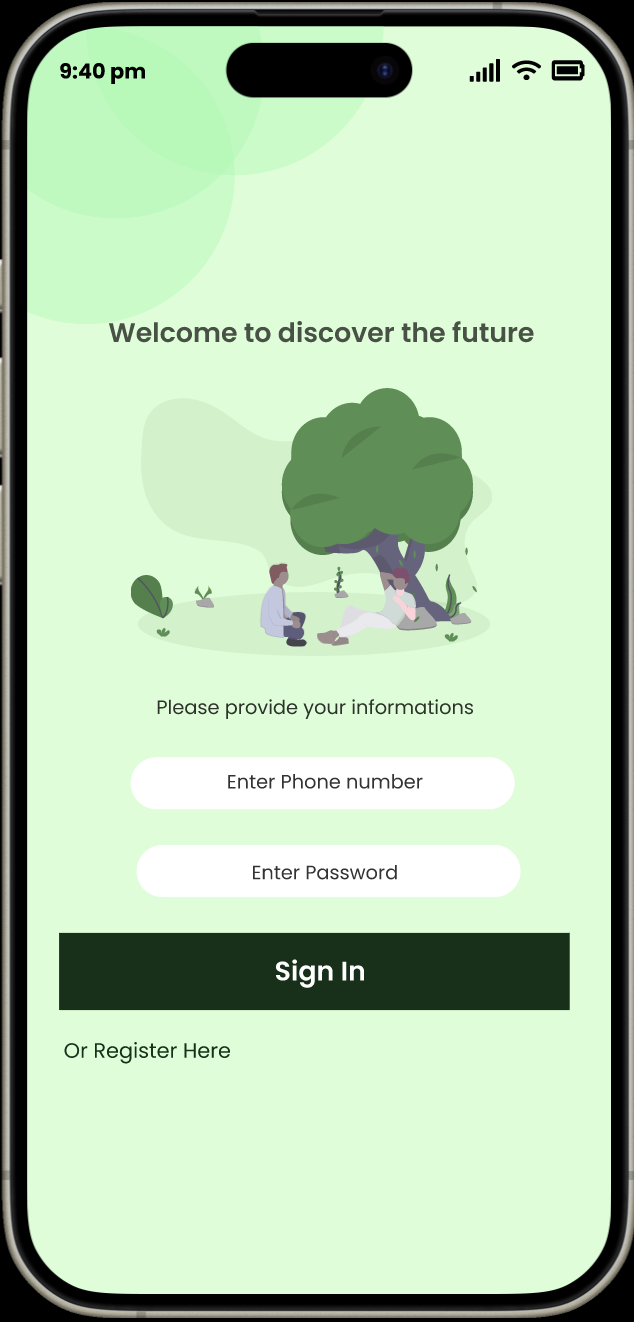 9:40 pm
Welcome to discover the future
Please provide your informations
Enter Phone number
Enter Password
Sign In
Or Register Here